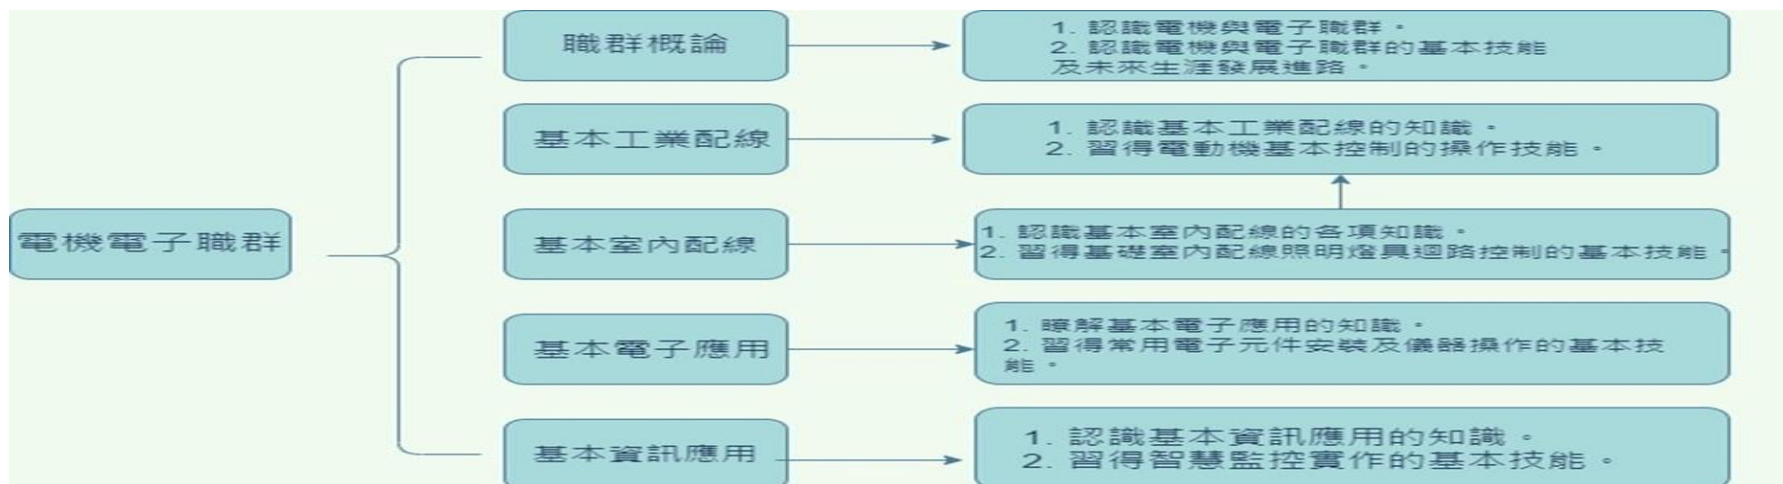 電機電子職群
職群概論
1. 認識電機與電子職群。
2. 認識電機與電子職群的基本技能
及未來生涯發展進路。
基本工業配線
1. 認識基本工業配線的知識。
2. 習得電動機基本控制的操作技能。
基本室內配線
1. 認識基本室內配線的各項知識。
2. 習得基礎室內配線照明燈具迴路控制的基本技能。
基本電子應用
1. 瞭解基本電子應用的知識。
2. 習得常用電子元件安裝及儀器操作的基本技
能。
基本資訊應用
1. 認識基本資訊應用的知識。
2. 習得智慧監控實作的基本技能。